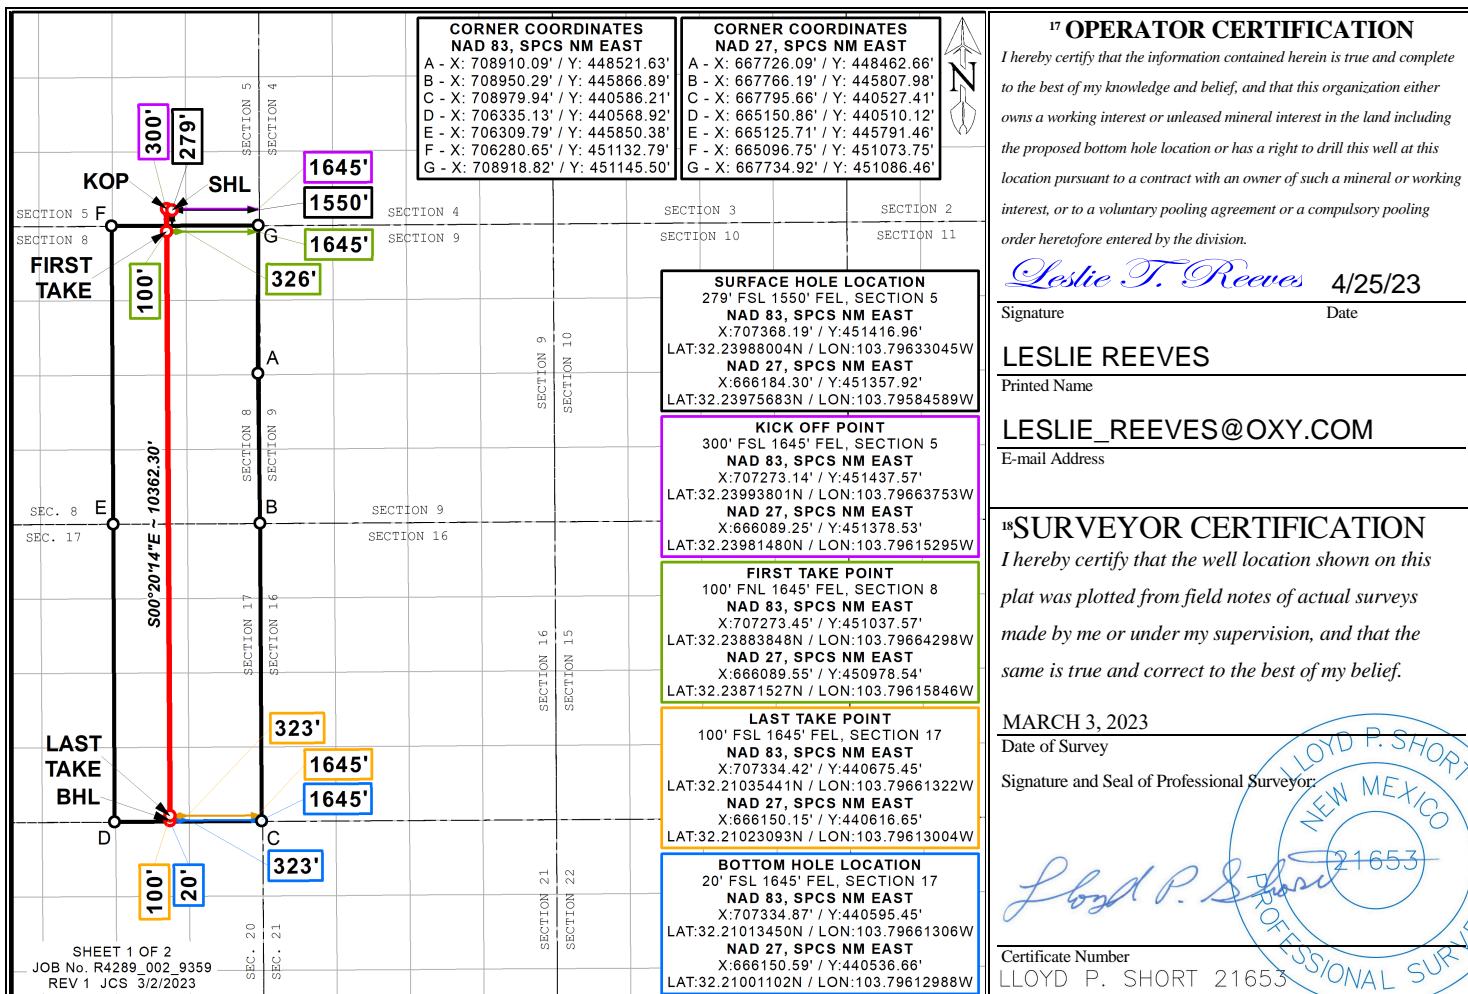 CORNER COORDINATES
NAD 83, SPCS NM EAST
A - X: 708910.09' / Y: 448521.63'
B - X: 708950.29' / Y: 445866.89'
C - X: 708979.94' / Y: 440586.21'
D - X: 706335.13' / Y: 440568.92'
E - X: 706309.79' / Y: 445850.38'
F - X: 706280.65' / Y: 451132.79'
G - X: 708918.82' / Y: 451145.50'
CORNER COORDINATES
NAD 27, SPCS NM EAST
A - X: 667726.09' / Y: 448462.66'
B - X: 667766.19' / Y: 445807.98'
C - X: 667795.66' / Y: 440527.41'
D - X: 665150.86' / Y: 440510.12'
E - X: 665125.71' / Y: 445791.46'
F - X: 665096.75' / Y: 451073.75'
G - X: 667734.92' / Y: 451086.46'
N
SECTION 5
SECTION 4
300'
279'
KOP
SHL
1645'
1550'
SECTION 5
F
SECTION 4
SECTION 3
SECTION 2
SECTION 8
G
1645'
SECTION 9
SECTION 10
SECTION 11
FIRST
TAKE
100'
326'
A
SECTION 9
SECTION 10
SECTION 8
SECTION 9
S00°20'14"E ~ 10362.30'
SEC. 8
E
B
SECTION 9
SEC. 17
SECTION 16
SECTION 17
SECTION 16
SECTION 16
SECTION 15
323'
LAST
TAKE
1645'
BHL
1645'
D
C
323'
100'
20'
SECTION 21
SECTION 22
SEC. 20
SEC. 21
SHEET 1 OF 2
JOB No. R4289_002_9359
REV 1 JCS 3/2/2023
SURFACE HOLE LOCATION
279' FSL 1550' FEL, SECTION 5
NAD 83, SPCS NM EAST
X:707368.19' / Y:451416.96'
LAT:32.23988004N / LON:103.79633045W
NAD 27, SPCS NM EAST
X:666184.30' / Y:451357.92'
LAT:32.23975683N / LON:103.79584589W
KICK OFF POINT
300' FSL 1645' FEL, SECTION 5
NAD 83, SPCS NM EAST
X:707273.14' / Y:451437.57'
LAT:32.23993801N / LON:103.79663753W
NAD 27, SPCS NM EAST
X:666089.25' / Y:451378.53'
LAT:32.23981480N / LON:103.79615295W
FIRST TAKE POINT
100' FNL 1645' FEL, SECTION 8
NAD 83, SPCS NM EAST
X:707273.45' / Y:451037.57'
LAT:32.23883848N / LON:103.79664298W
NAD 27, SPCS NM EAST
X:666089.55' / Y:450978.54'
LAT:32.23871527N / LON:103.79615846W
LAST TAKE POINT
100' FSL 1645' FEL, SECTION 17
NAD 83, SPCS NM EAST
X:707334.42' / Y:440675.45'
LAT:32.21035441N / LON:103.79661322W
NAD 27, SPCS NM EAST
X:666150.15' / Y:440616.65'
LAT:32.21023093N / LON:103.79613004W
BOTTOM HOLE LOCATION
20' FSL 1645' FEL, SECTION 17
NAD 83, SPCS NM EAST
X:707334.87' / Y:440595.45'
LAT:32.21013450N / LON:103.79661306W
NAD 27, SPCS NM EAST
X:666150.59' / Y:440536.66'
LAT:32.21001102N / LON:103.79612988W
17 OPERATOR CERTIFICATION
I hereby certify that the information contained herein is true and complete
to the best of my knowledge and belief, and that this organization either
owns a working interest or unleased mineral interest in the land including
the proposed bottom hole location or has a right to drill this well at this
location pursuant to a contract with an owner of such a mineral or working
interest, or to a voluntary pooling agreement or a compulsory pooling
order heretofore entered by the division.
Leslie T. Reeves 4/25/23
Signature Date
LESLIE REEVES
Printed Name
LESLIE_REEVES@OXY.COM
E-mail Address
18 SURVEYOR CERTIFICATION
I hereby certify that the well location shown on this
plat was plotted from field notes of actual surveys
made by me or under my supervision, and that the
same is true and correct to the best of my belief.
MARCH 3, 2023
Date of Survey
Signature and Seal of Professional Surveyor:
LLOYD P. SHORT
NEW MEXICO
21653
PROFESSIONAL SURVE
Lloyd P. Short
Certificate Number
LLOYD P. SHORT 21653